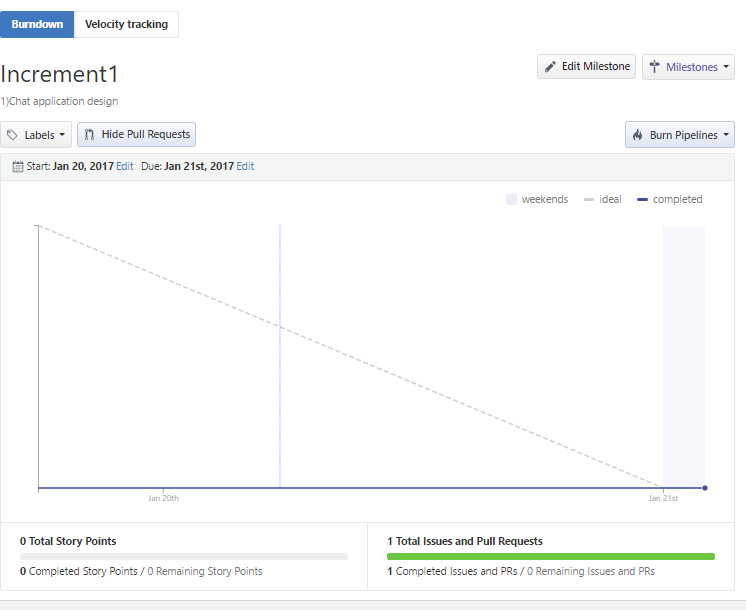 Burndown Velocity tracking
Increment1
Edit Milestone Milestones
1)Chat application design
Labels Hide Pull Requests Burn Pipelines
Start: Jan 20, 2017 Edit Due: Jan 21st, 2017 Edit
weekends ideal completed
Jan 20th Jan 21st
0 Total Story Points
0 Completed Story Points / 0 Remaining Story Points
1 Total Issues and Pull Requests
1 Completed Issues and PRs / 0 Remaining Issues and PRs